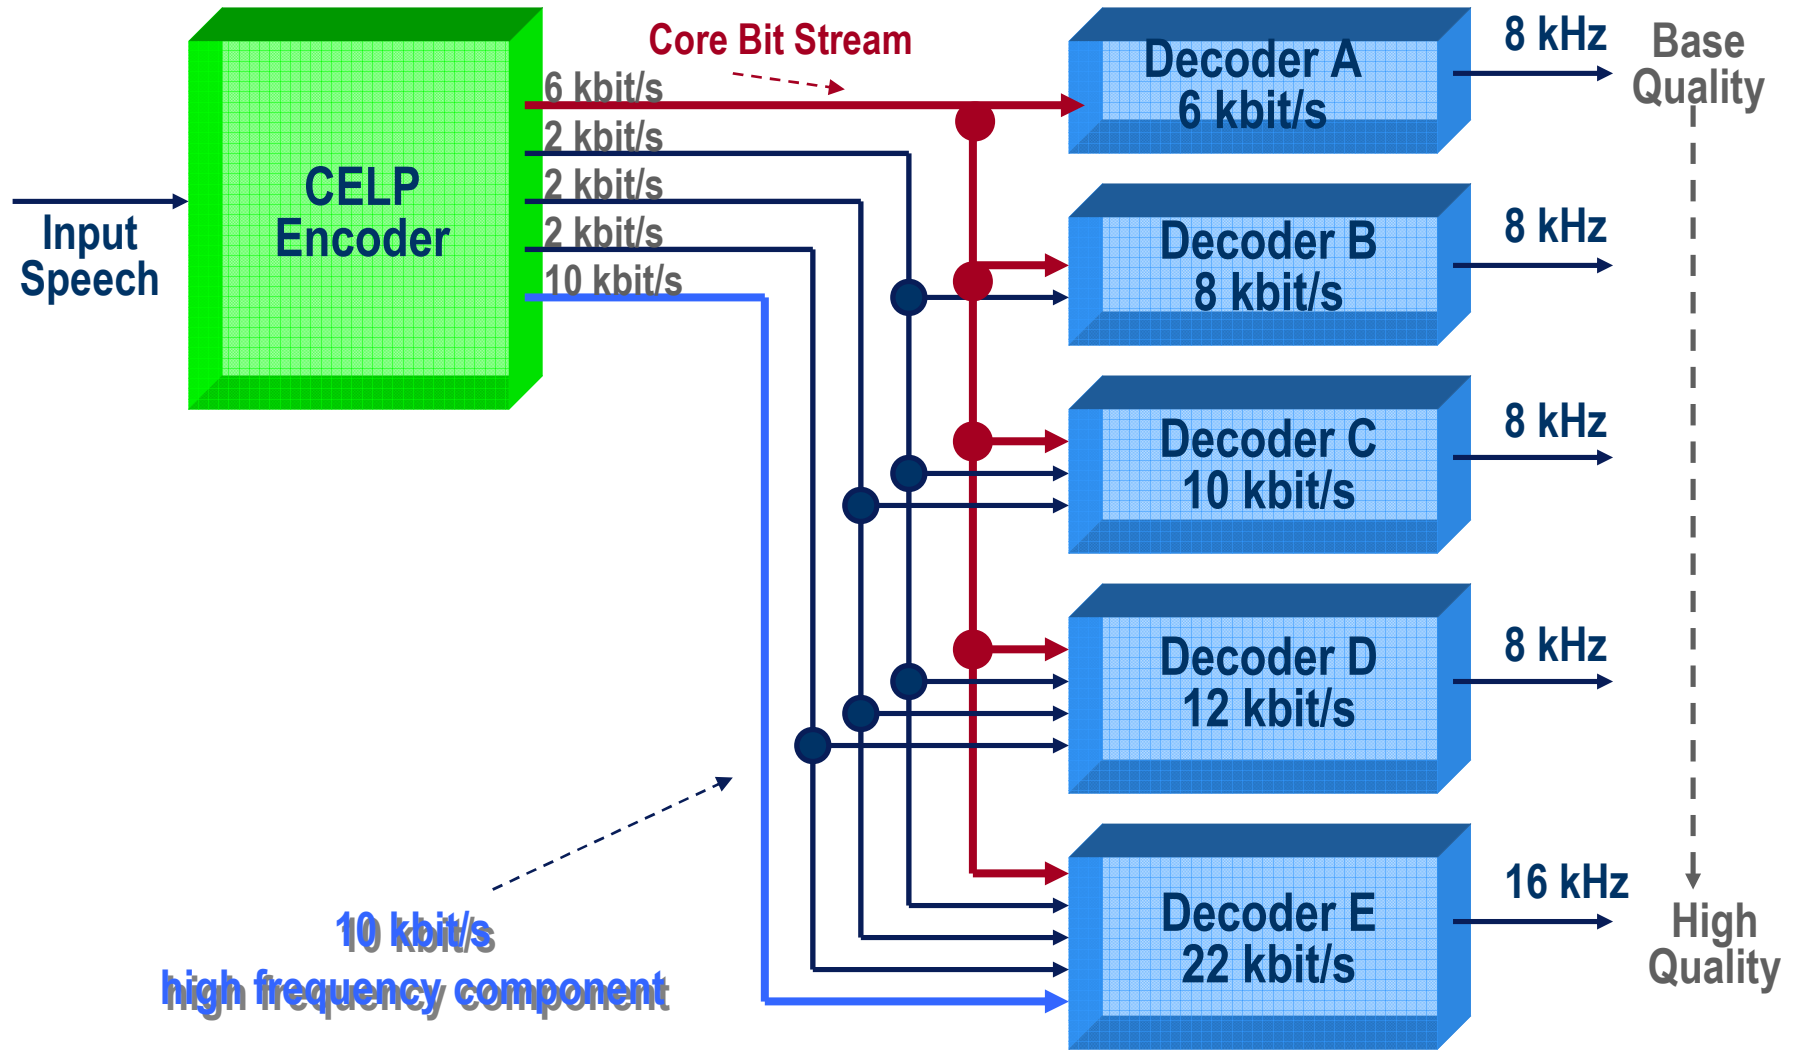 Input
Speech
CELP
Encoder
Core Bit Stream
6 kbit/s
2 kbit/s
2 kbit/s
2 kbit/s
10 kbit/s
10 kbit/s
high frequency component
Decoder A
6 kbit/s
8 kHz
Decoder B
8 kbit/s
8 kHz
Decoder C
10 kbit/s
8 kHz
Decoder D
12 kbit/s
8 kHz
Decoder E
22 kbit/s
16 kHz
Base
Quality
High
Quality